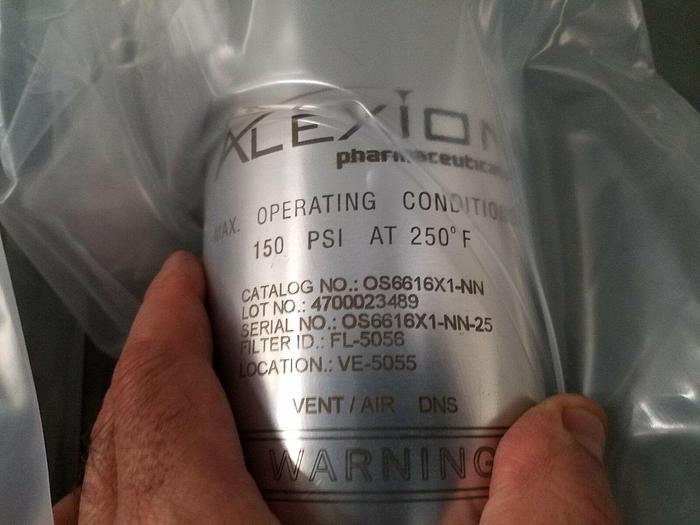 ALEXION
pharmaceuticals
MAX. OPERATING CONDITIONS
150 PSI AT 250°F
CATALOG NO.: OS6616X1-NN
LOT NO.: 4700023489
SERIAL NO.: OS6616X1-NN-25
FILTER ID.: FL-5056
LOCATION.: VE-5055
VENT / AIR DNS
WARNING